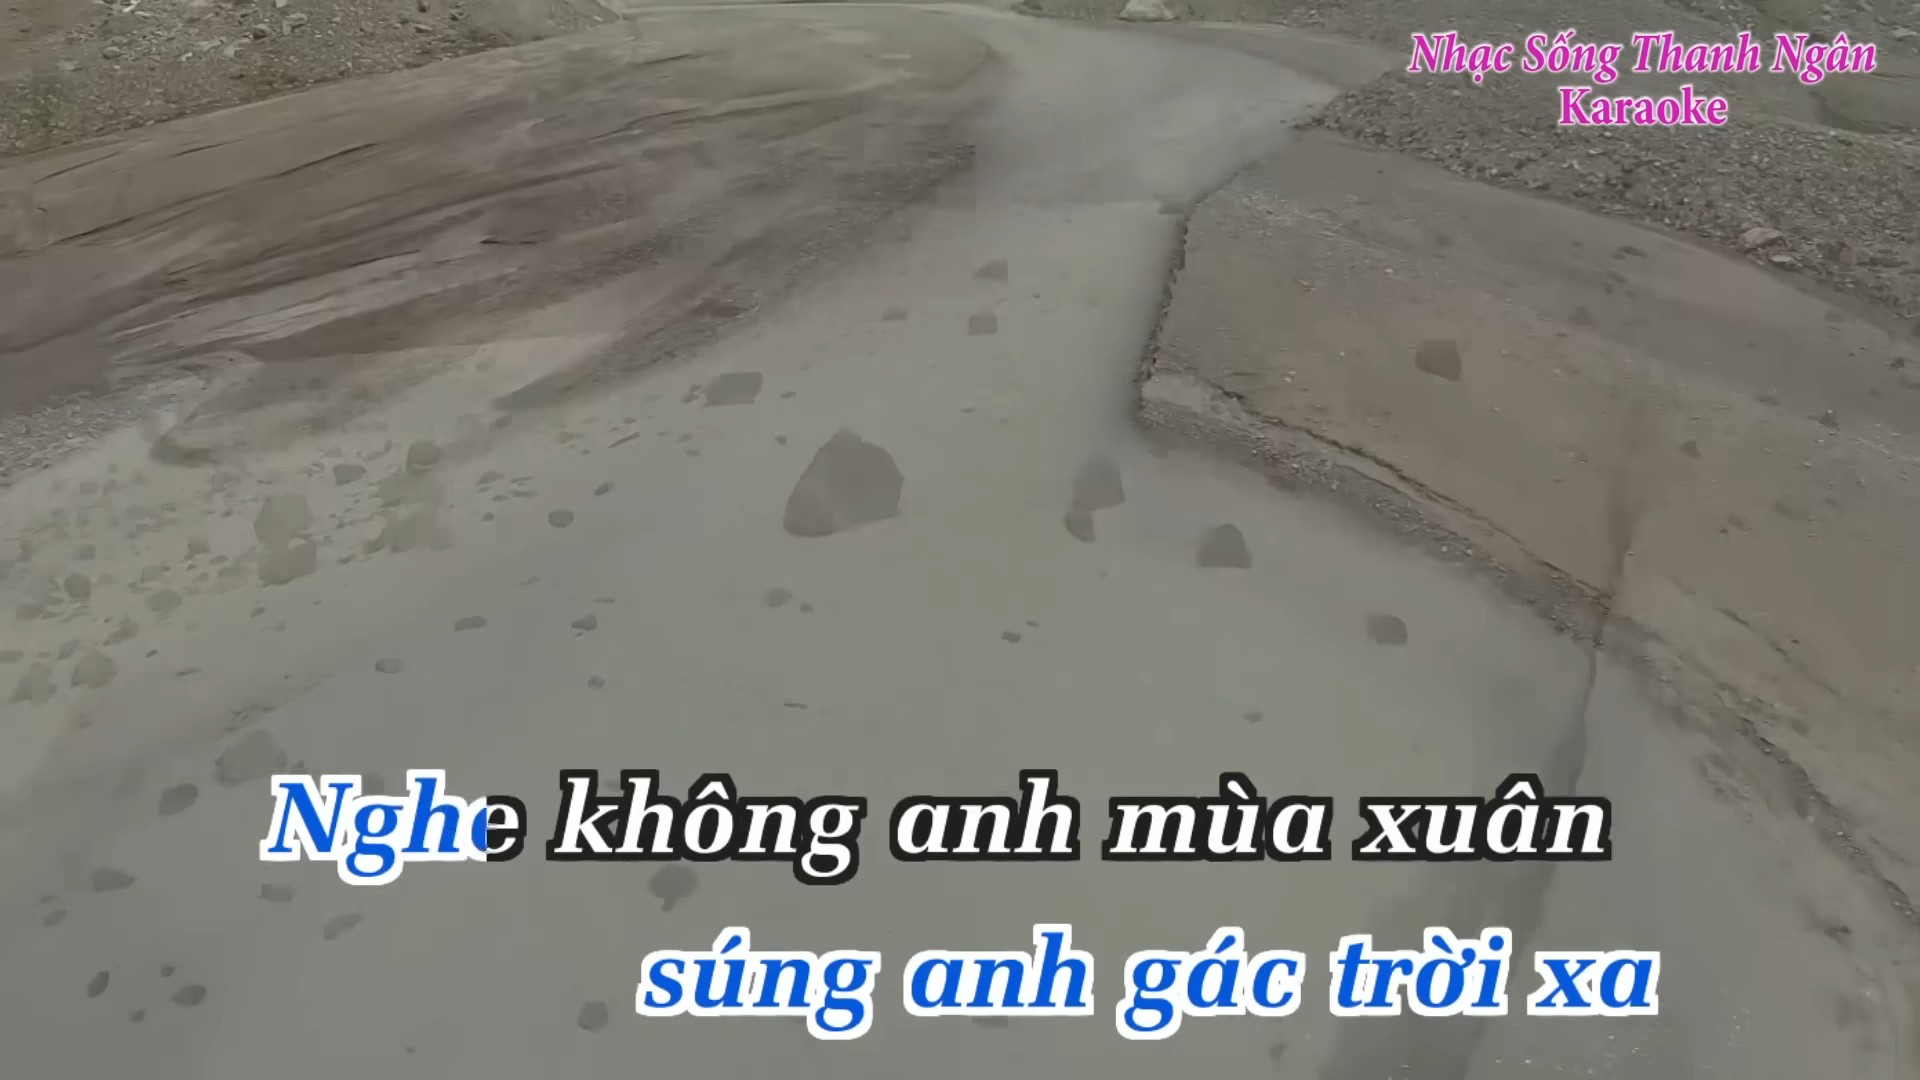 Nhạc Sống Thanh Ngân
Karaoke
Nghe không anh mùa xuân
súng anh gác trời xa